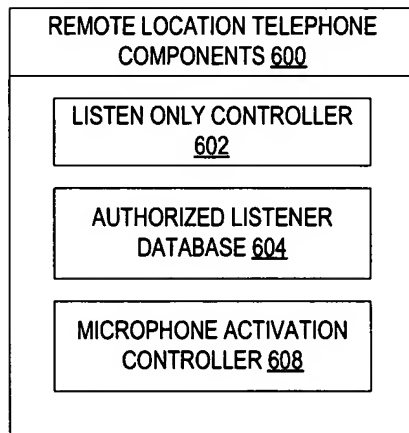 REMOTE LOCATION TELEPHONE
COMPONENTS 600
LISTEN ONLY CONTROLLER
602
AUTHORIZED LISTENER
DATABASE 604
MICROPHONE ACTIVATION
CONTROLLER 608